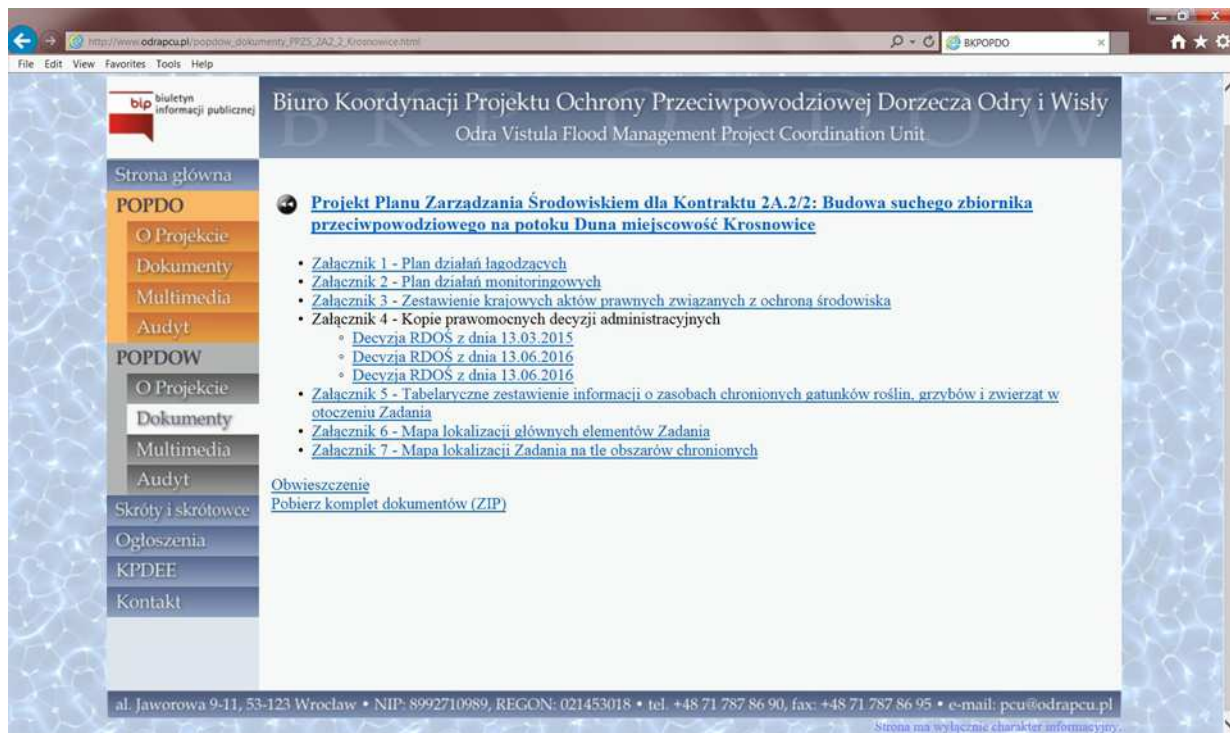 http://www.odrapcu.pl/popdow_dokumenty_PPZS_2A2_2_Krosnowice.html
BKPOPDO
File Edit View Favorites Tools Help
bip biuletyn
informacji publicznej
Biuro Koordynacji Projektu Ochrony Przeciwpowodziowej Dorzecza Odry i Wisły
B K P O P D O W
Odra Vistula Flood Management Project Coordination Unit
Strona główna
POPDO
O Projekcie
Dokumenty
Multimedia
Audyt
POPDOW
O Projekcie
Dokumenty
Multimedia
Audyt
Skróty i skrótowce
Ogłoszenia
KPDEE
Kontakt
Projekt Planu Zarządzania Środowiskiem dla Kontraktu 2A.2/2: Budowa suchego zbiornika
przeciwpowodziowego na potoku Duna miejscowość Krosnowice
• Załącznik 1 - Plan działań łagodzących
• Załącznik 2 - Plan działań monitoringowych
• Załącznik 3 - Zestawienie krajowych aktów prawnych związanych z ochroną środowiska
• Załącznik 4 - Kopie prawomocnych decyzji administracyjnych
◦ Decyzja RDOŚ z dnia 13.03.2015
◦ Decyzja RDOŚ z dnia 13.06.2016
◦ Decyzja RDOŚ z dnia 13.06.2016
• Załącznik 5 - Tabelaryczne zestawienie informacji o zasobach chronionych gatunków roślin, grzybów i zwierząt w
otoczeniu Zadania
• Załącznik 6 - Mapa lokalizacji głównych elementów Zadania
• Załącznik 7 - Mapa lokalizacji Zadania na tle obszarów chronionych
Obwieszczenie
Pobierz komplet dokumentów (ZIP)
al. Jaworowa 9-11, 53-123 Wrocław • NIP: 8992710989, REGON: 021453018 • tel. +48 71 787 86 90, fax: +48 71 787 86 95 • e-mail: pcu@odrapcu.pl
Strona ma wyłącznie charakter informacyjny.